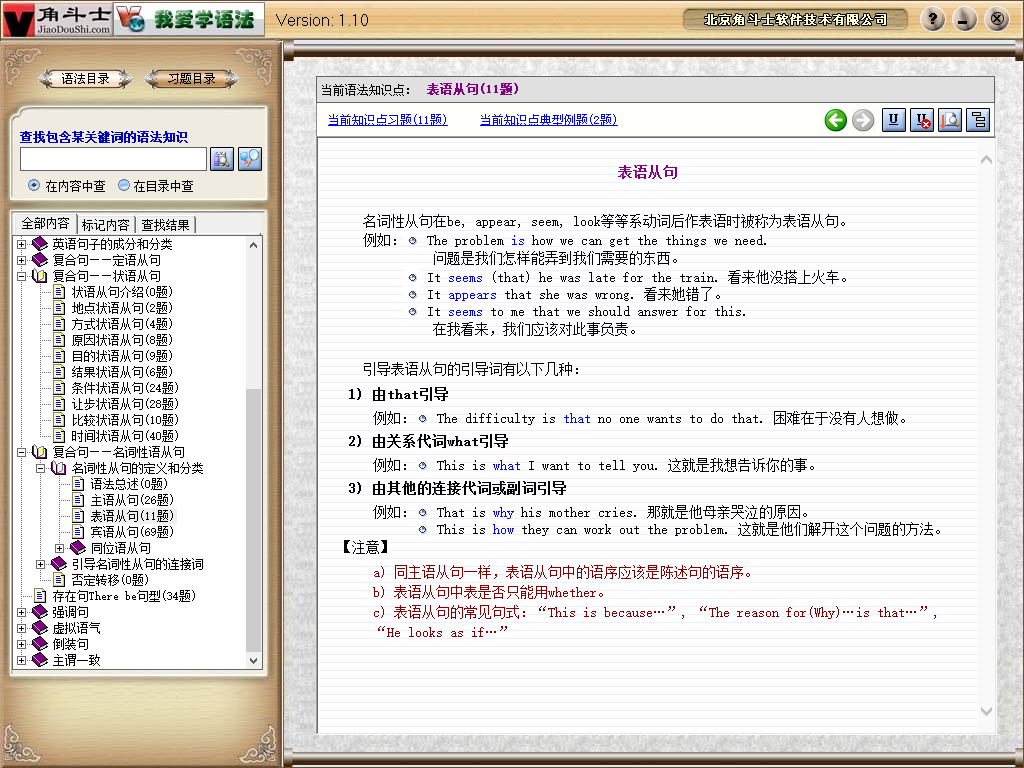 角斗士
JiaoDouShi.com
我爱学语法
Version: 1.10
北京角斗士软件技术有限公司
语法目录
习题目录
查找包含某关键词的语法知识
在内容中查
在目录中查
全部内容
标记内容
查找结果
英语句子的成分和分类
复合句——定语从句
复合句——状语从句
状语从句介绍(0题)
地点状语从句(2题)
方式状语从句(4题)
原因状语从句(8题)
目的状语从句(9题)
结果状语从句(6题)
条件状语从句(24题)
让步状语从句(28题)
比较状语从句(10题)
时间状语从句(40题)
复合句——名词性语从句
名词性从句的定义和分类
语法总述(0题)
主语从句(26题)
表语从句(11题)
宾语从句(69题)
同位语从句
引导名词性从句的连接词
否定转移(0题)
存在句There be句型(34题)
强调句
虚拟语气
倒装句
主谓一致
当前语法知识点： 表语从句(11题)
当前知识点习题(11题)
当前知识点典型例题(2题)
U
U
表语从句
名词性从句在be, appear, seem, look等等系动词后作表语时被称为表语从句。
例如： The problem is how we can get the things we need.
问题是我们怎样能弄到我们需要的东西。
It seems (that) he was late for the train. 看来他没搭上火车。
It appears that she was wrong. 看来她错了。
It seems to me that we should answer for this.
在我看来，我们应该对此事负责。
引导表语从句的引导词有以下几种：
1) 由that引导
例如： The difficulty is that no one wants to do that. 困难在于没有人想做。
2) 由关系代词what引导
例如： This is what I want to tell you. 这就是我想告诉你的事。
3) 由其他的连接代词或副词引导
例如： That is why his mother cries. 那就是他母亲哭泣的原因。
This is how they can work out the problem. 这就是他们解开这个问题的方法。
【注意】
a) 同主语从句一样，表语从句中的语序应该是陈述句的语序。
b) 表语从句中表是否只能用whether。
c) 表语从句的常见句式：“This is because…”, “The reason for(Why)…is that…”,
“He looks as if…”